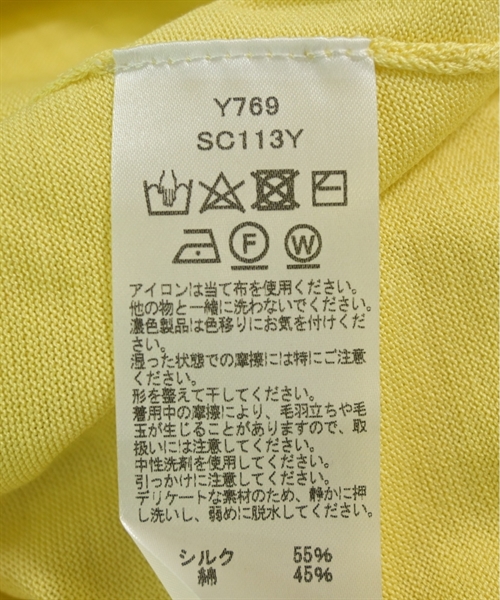 Y769
SC113Y
F W
アイロンは当て布を使用ください。
他の物と一緒に洗わないでください。
濃色製品は色移りにお気を付けくだ
さい。
湿った状態での摩擦には特にご注意
ください。
形を整えて干してください。
着用中の摩擦により、毛羽立ちや毛
玉が生じることがありますので、取
扱いには注意してください。
中性洗剤を使用してください。
引っかけに注意してください。
デリケートな素材のため、静かに押
し洗いし、弱めに脱水してください。
シルク 55%
綿 45%